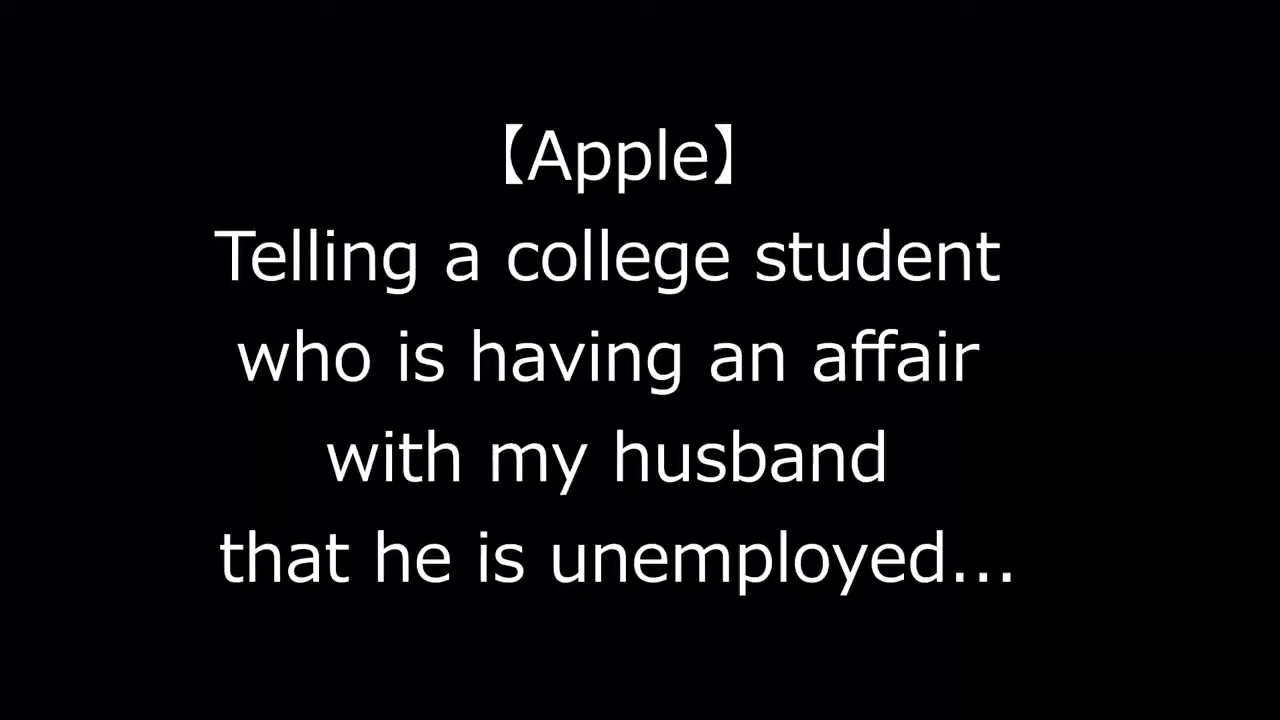 【Apple】
Telling a college student
who is having an affair
with my husband
that he is unemployed...